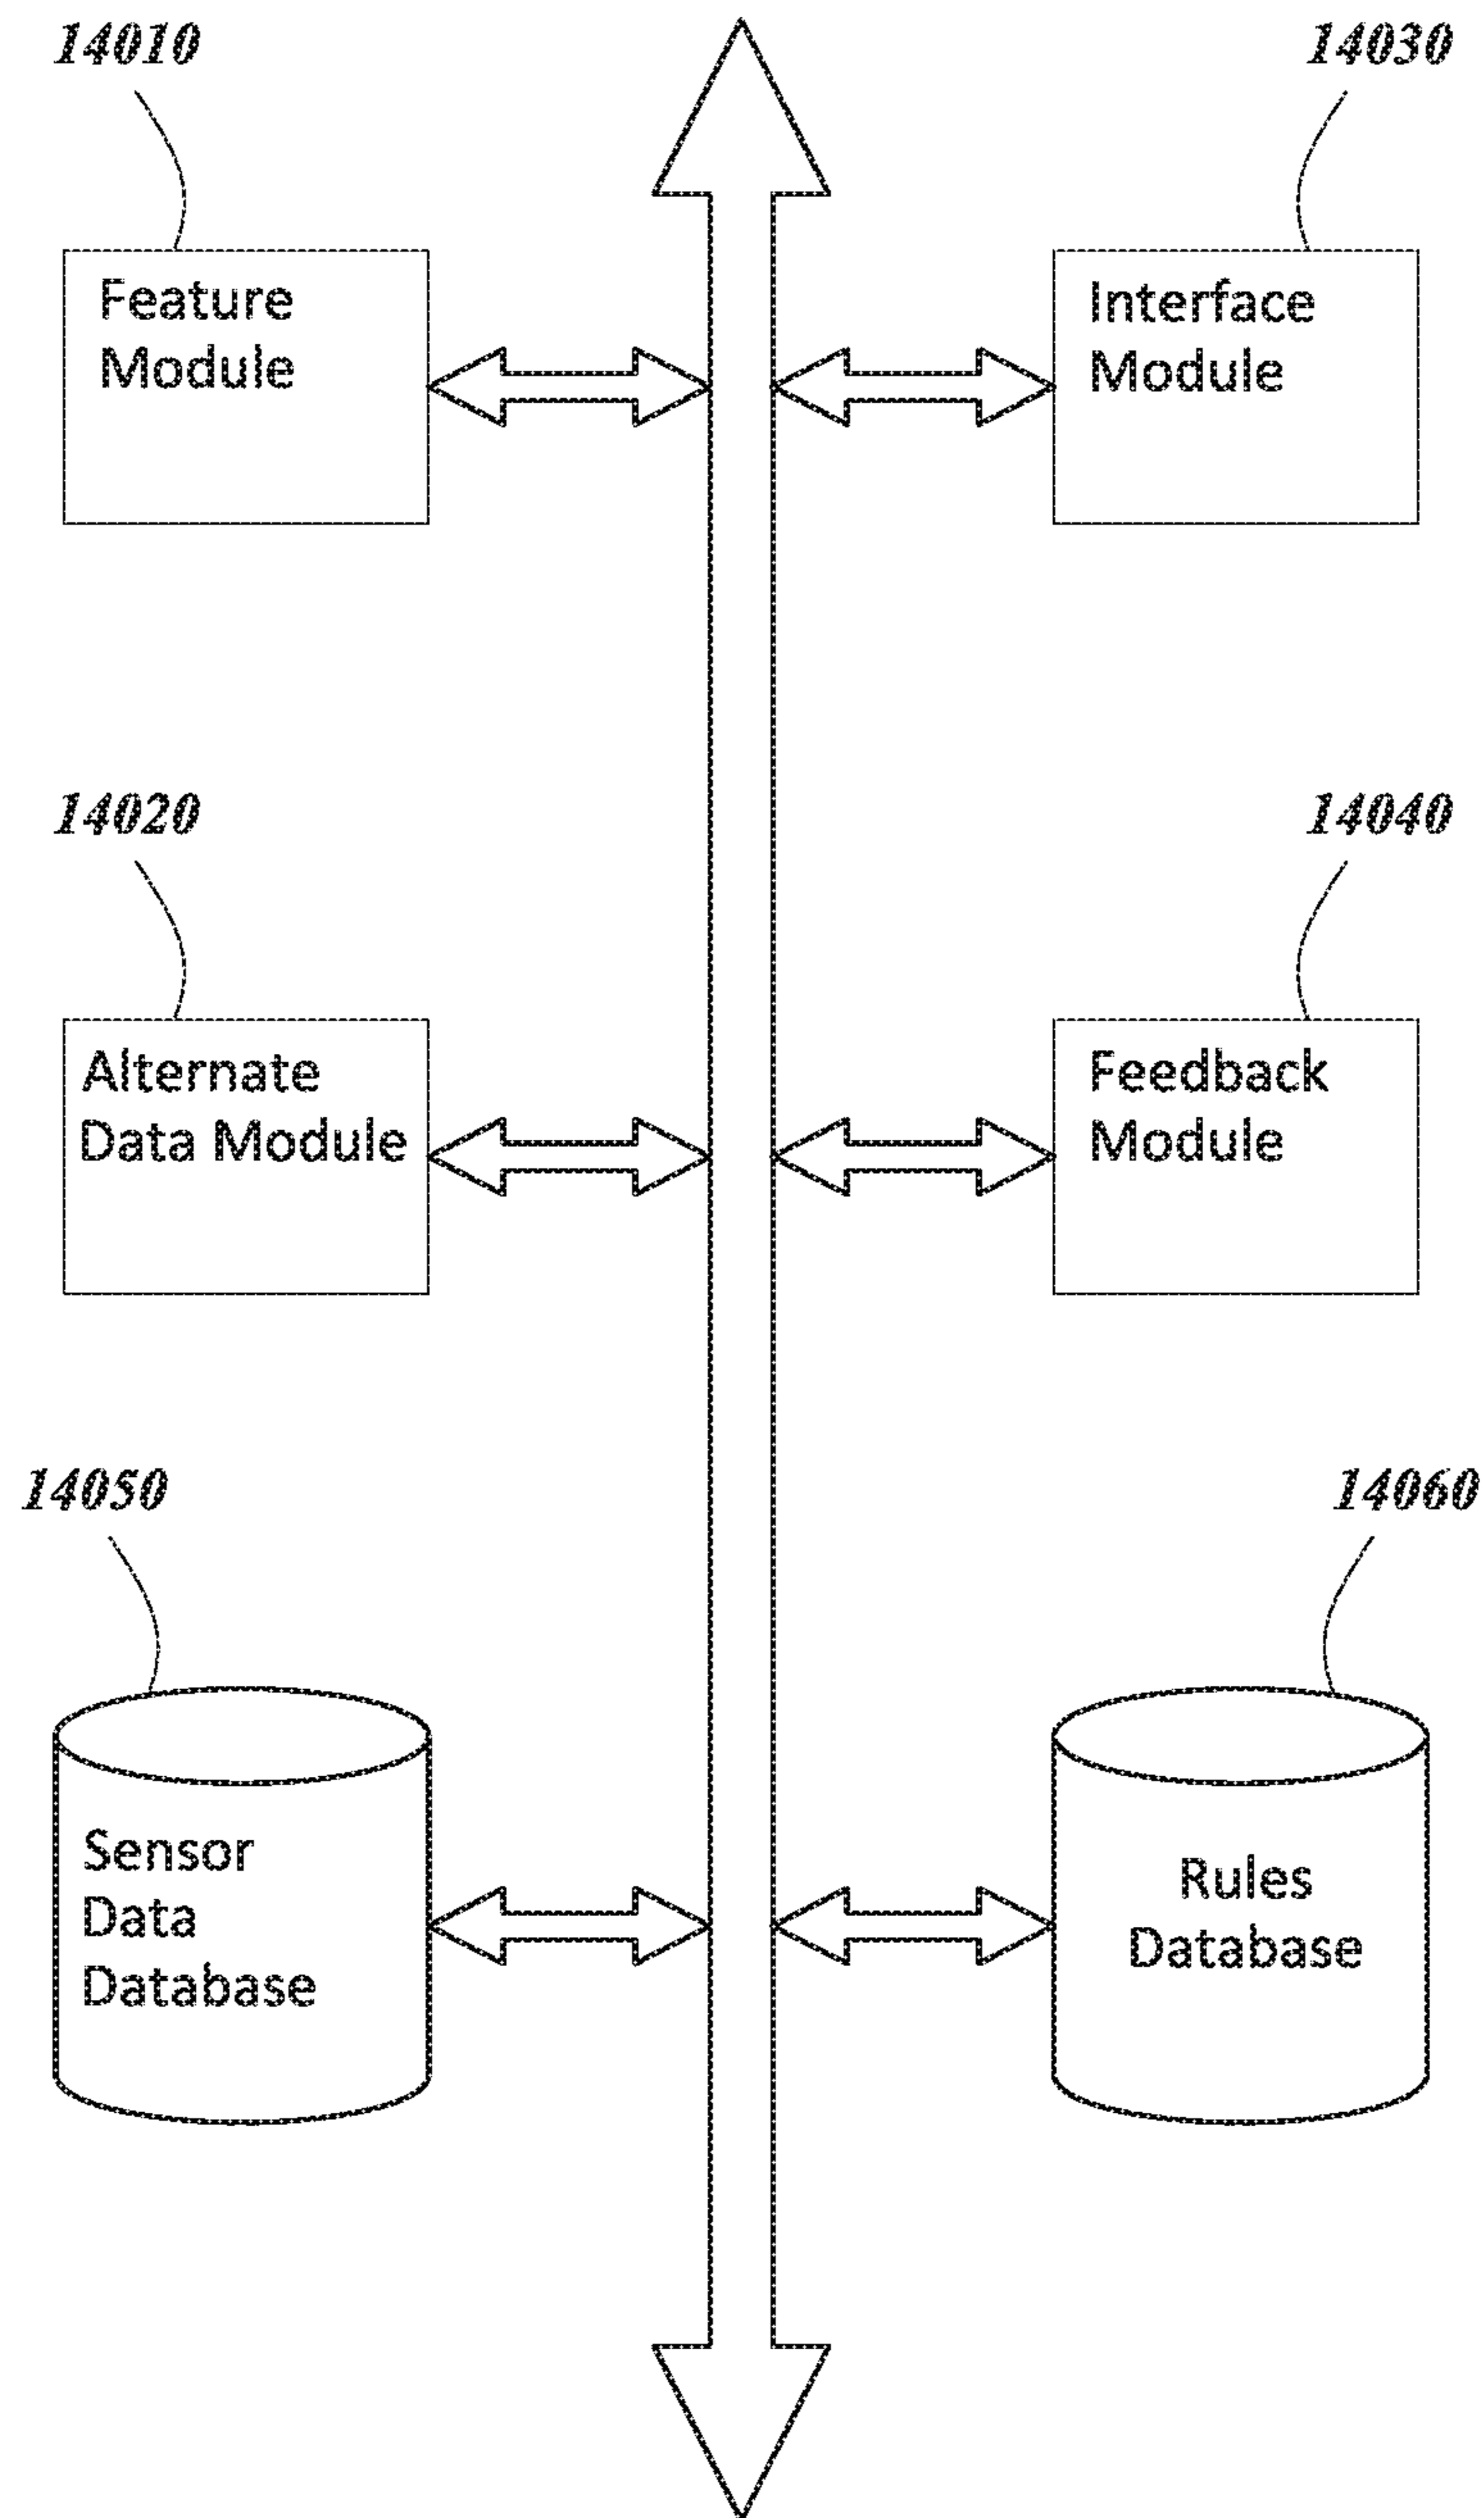 14010
14030
Feature
Module
Interface
Module
14020
14040
Alternate
Data Module
Feedback
Module
14050
14060
Sensor
Data
Database
Rules
Database